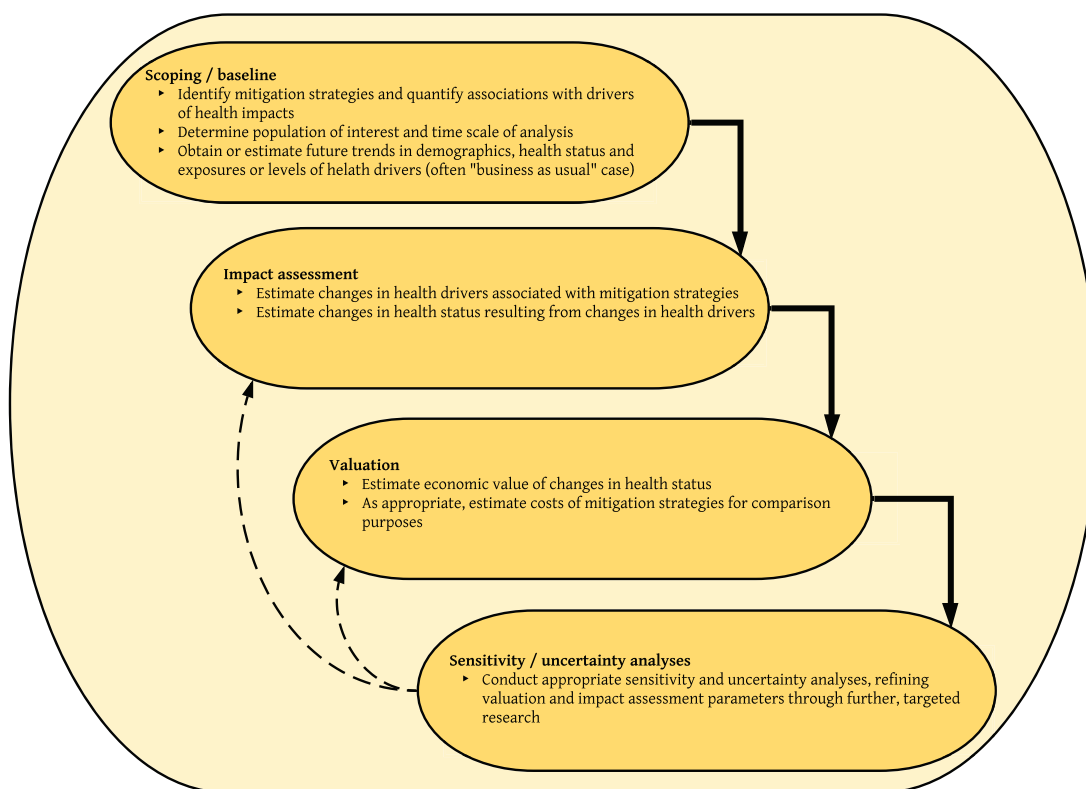 Scoping / baseline
‣ Identify mitigation strategies and quantify associations with drivers
of health impacts
‣ Determine population of interest and time scale of analysis
‣ Obtain or estimate future trends in demographics, health status and
exposures or levels of helath drivers (often "business as usual" case)
Impact assessment
‣ Estimate changes in health drivers associated with mitigation strategies
‣ Estimate changes in health status resulting from changes in health drivers
Valuation
‣ Estimate economic value of changes in health status
‣ As appropriate, estimate costs of mitigation strategies for comparison
purposes
Sensitivity / uncertainty analyses
‣ Conduct appropriate sensitivity and uncertainty analyses, refining
valuation and impact assessment parameters through further, targeted
research